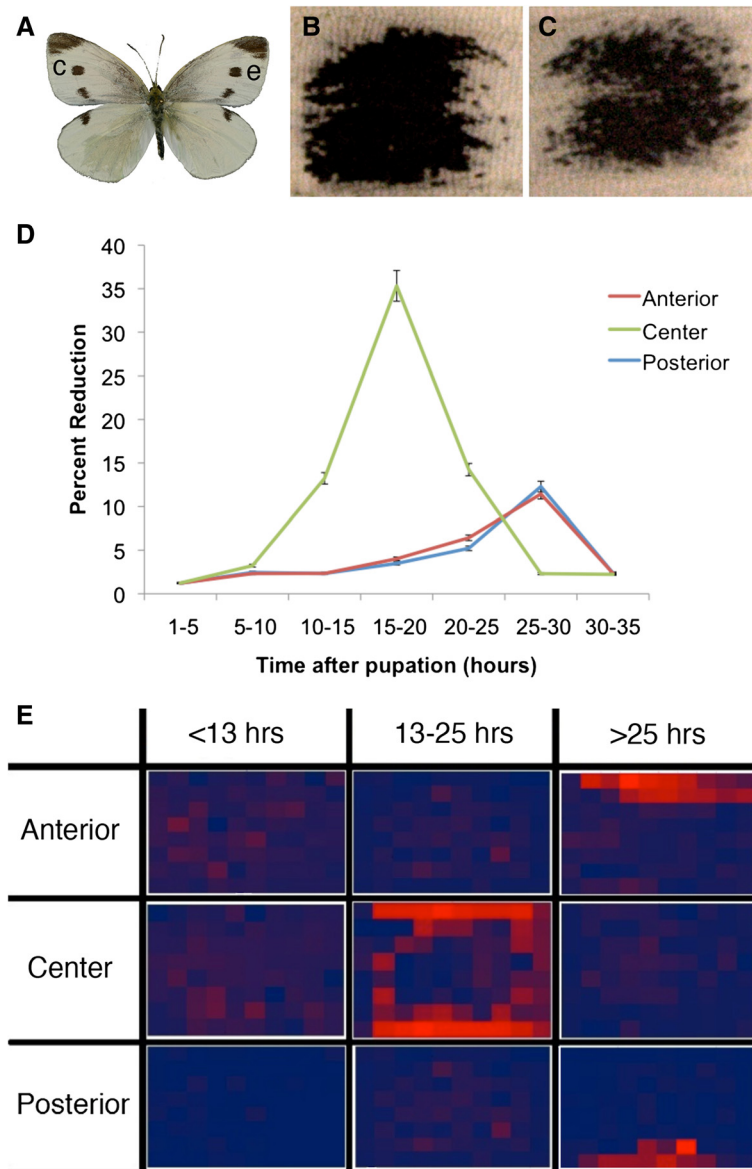 A
B
C
c
e
D
40
35
30
25
20
15
10
5
0
Percent Reduction
Anterior
Center
Posterior
1-5 5-10 10-15 15-20 20-25 25-30 30-35
Time after pupation (hours)
E
<13 hrs 13-25 hrs >25 hrs
Anterior
Center
Posterior